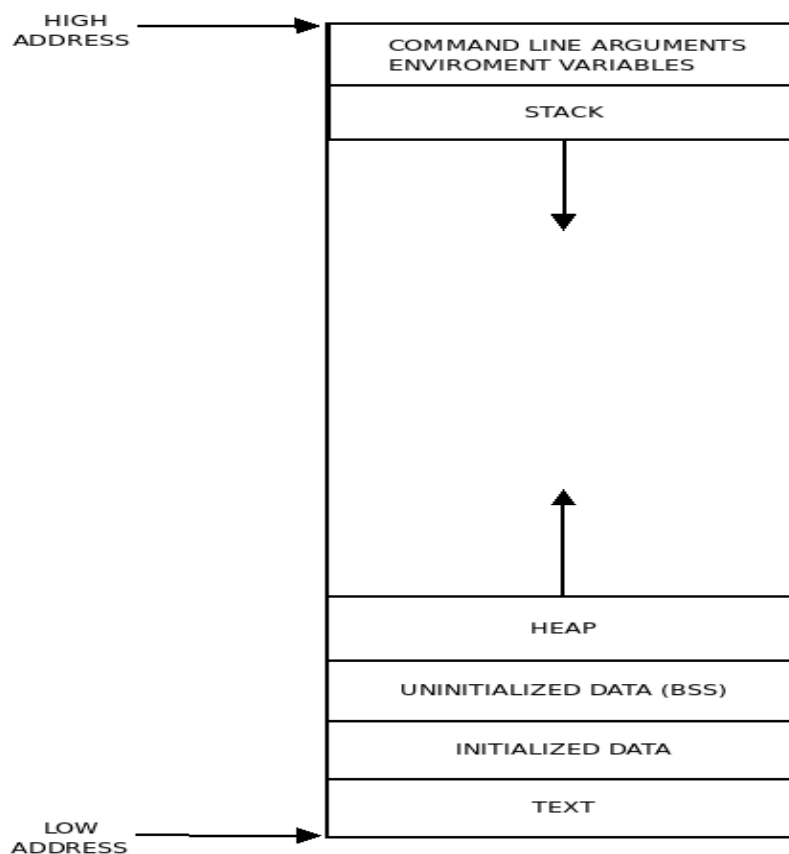 HIGH
ADDRESS
COMMAND LINE ARGUMENTS
ENVIROMENT VARIABLES
STACK
HEAP
UNINITIALIZED DATA (BSS)
INITIALIZED DATA
TEXT
LOW
ADDRESS